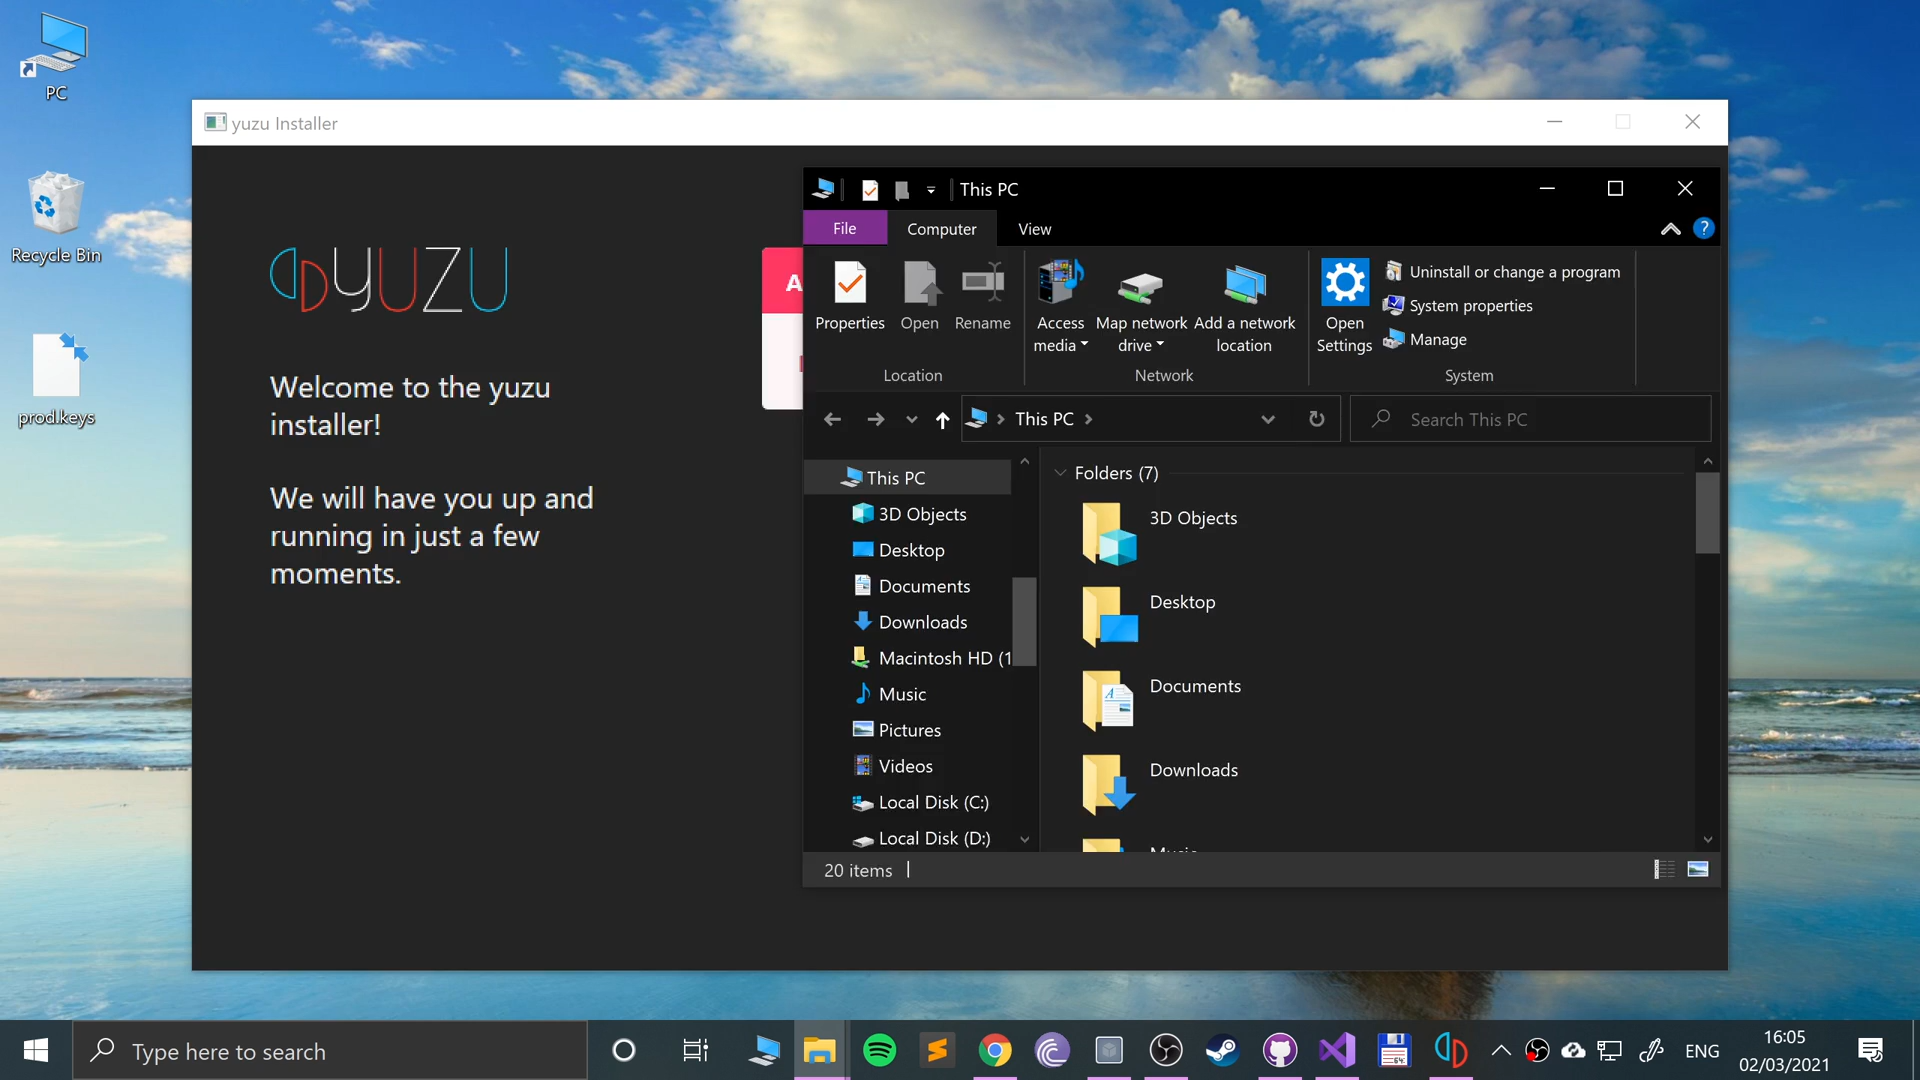 PC
Recycle Bin
prod.keys
yuzu Installer
YUZU
Welcome to the yuzu
installer!
We will have you up and
running in just a few
moments.
A
This PC
File
Computer
View
Properties
Open
Rename
Location
Access
media
Map network
drive
Add a network
location
Network
Open
Settings
Uninstall or change a program
System properties
Manage
System
This PC
Search This PC
This PC
3D Objects
Desktop
Documents
Downloads
Macintosh HD (1
Music
Pictures
Videos
Local Disk (C:)
Local Disk (D:)
Folders (7)
3D Objects
Desktop
Documents
Downloads
Music
20 items
Type here to search
64
ENG
16:05
02/03/2021